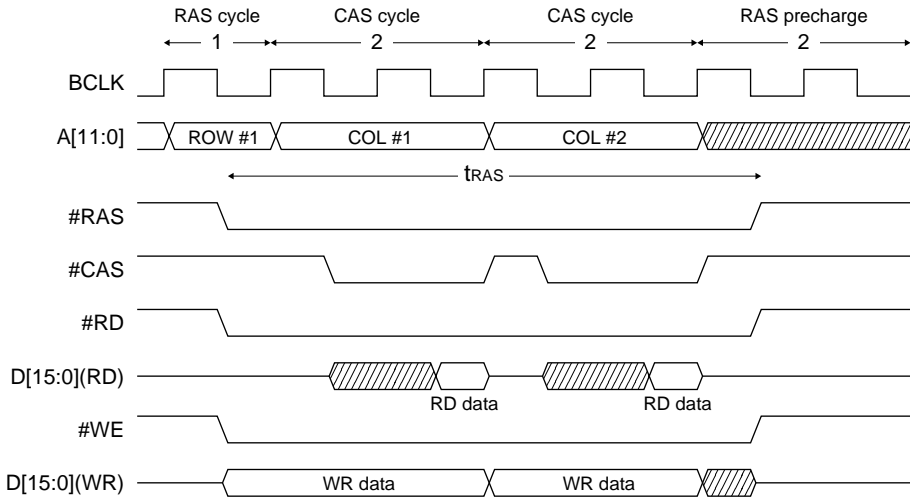 RAS cycle CAS cycle CAS cycle RAS precharge
1 2 2 2
BCLK
A[11:0] ROW #1 COL #1 COL #2
tRAS
#RAS
#CAS
#RD
D[15:0](RD)
RD data RD data
#WE
D[15:0](WR) WR data WR data